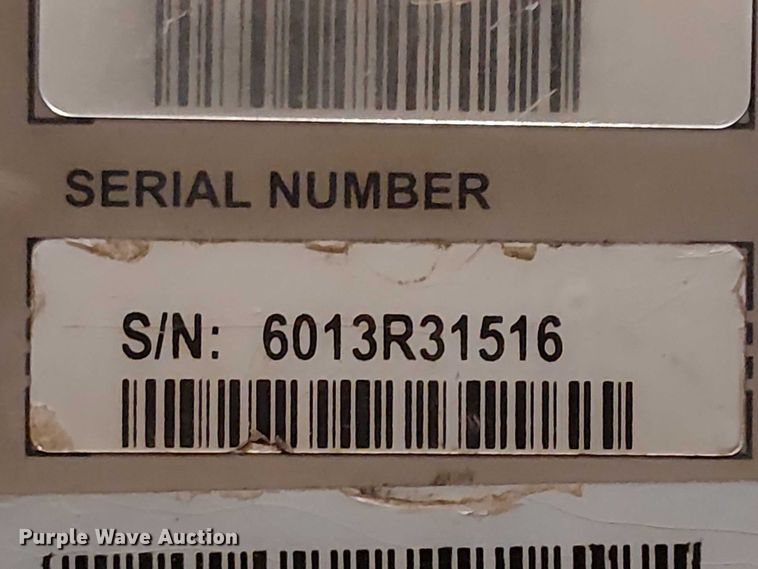 SERIAL NUMBER
S/N: 6013R31516
Purple Wave Auction